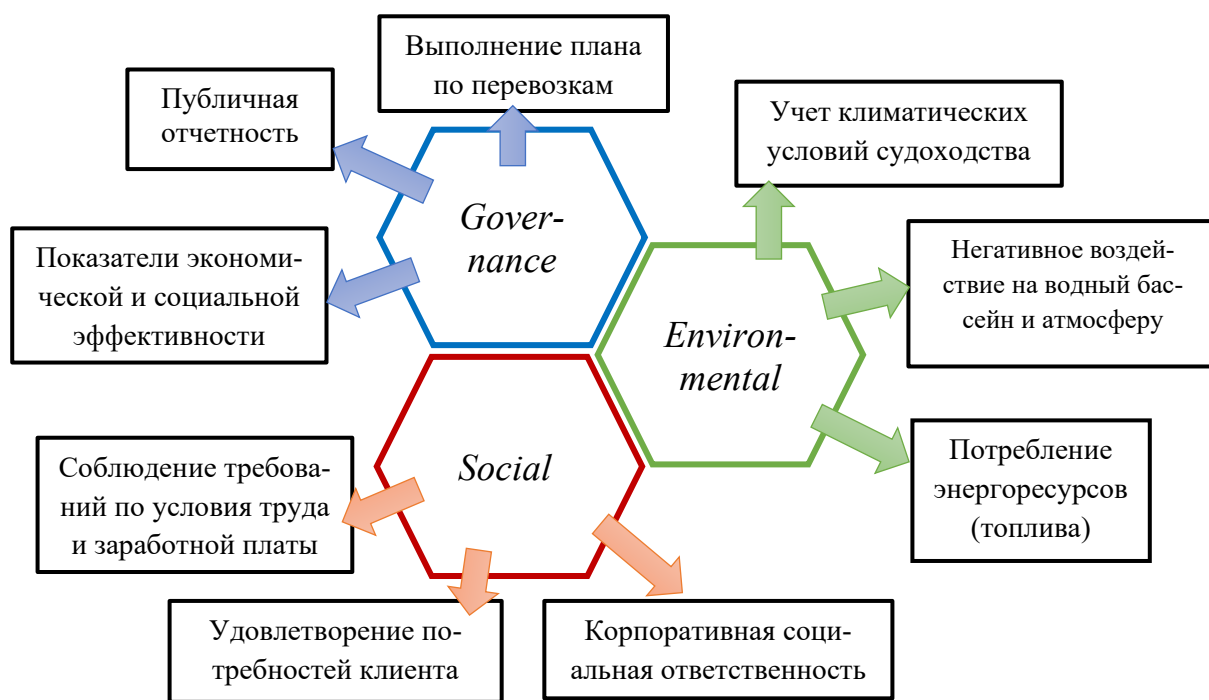 Выполнение плана
по перевозкам
Публичная
отчетность
Учет климатических
условий судоходства
Gover-
nance
Показатели экономи-
ческой и социальной
эффективности
Негативное воздей-
ствие на водный бас-
сейн и атмосферу
Environ-
mental
Соблюдение требова-
ний по условия труда
и заработной платы
Social
Потребление
энергоресурсов
(топлива)
Удовлетворение по-
требностей клиента
Корпоративная соци-
альная ответственность